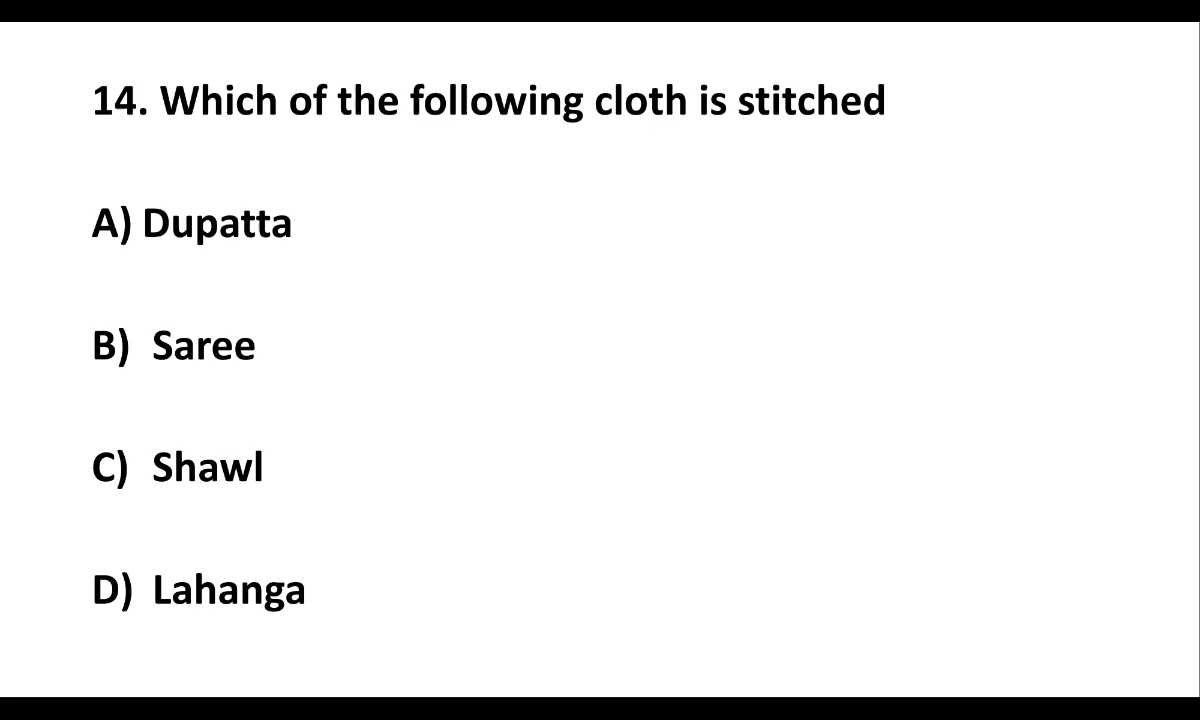 14. Which of the following cloth is stitched
A) Dupatta
B) Saree
C) Shawl
D) Lahanga